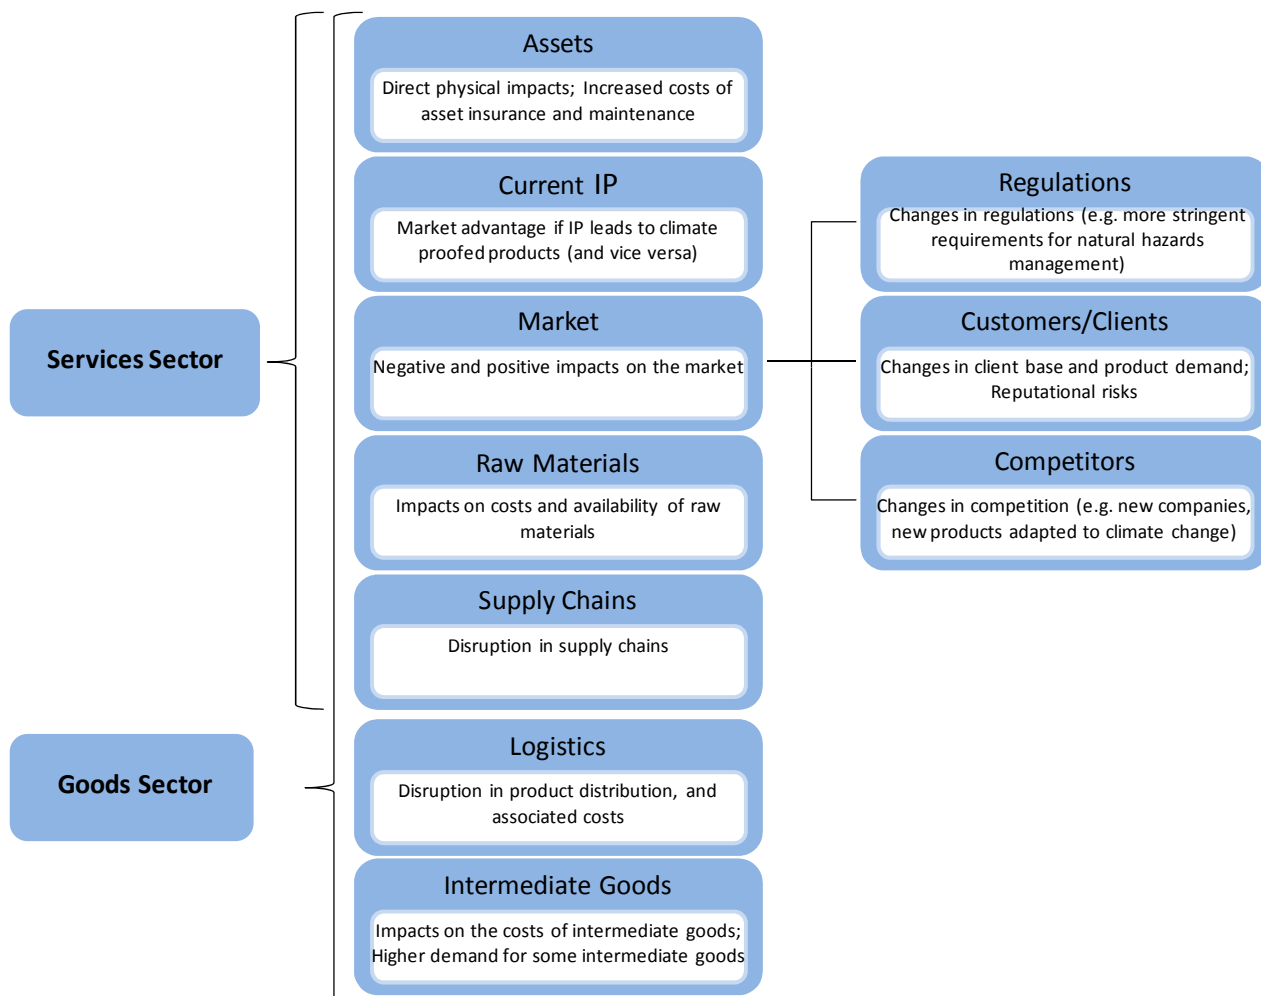 Assets
Direct physical impacts; Increased costs of
asset insurance and maintenance
Current IP
Market advantage if IP leads to climate
proofed products (and vice versa)
Market
Negative and positive impacts on the market
Raw Materials
Impacts on costs and availability of raw
materials
Supply Chains
Disruption in supply chains
Logistics
Disruption in product distribution, and
associated costs
Intermediate Goods
Impacts on the costs of intermediate goods;
Higher demand for some intermediate goods
Services Sector
Goods Sector
Regulations
Changes in regulations (e.g. more stringent
requirements for natural hazards
management)
Customers/Clients
Changes in client base and product demand;
Reputational risks
Competitors
Changes in competition (e.g. new companies,
new products adapted to climate change)